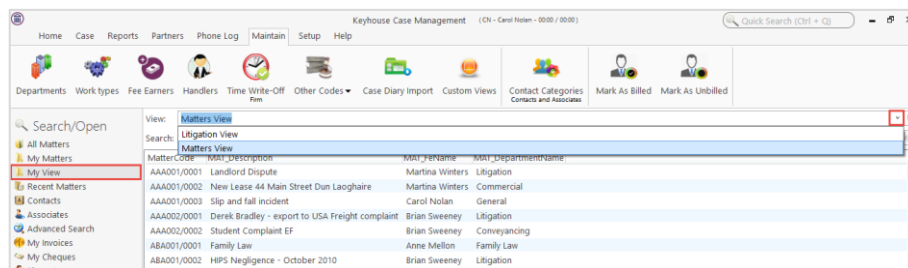 Keyhouse Case Management (CN - Carol Nolan - 00:00 / 00:00) Quick Search (Ctrl + Q)
Home Case Reports Partners Phone Log Maintain Setup Help
Departments Work types Fee Earners Handlers Time Write-Off Other Codes Case Diary Import Custom Views Contact Categories Mark As Billed Mark As Unbilled
Firm Contacts and Associates
Search/Open
All Matters
My Matters
My View
Recent Matters
Contacts
Associates
Advanced Search
My Invoices
My Cheques
View: Matters View
Search: Litigation View
Matters View
MatterCode MAT_Description MAT_FeName MAT_DepartmentName
AAA001/0001 Landlord Dispute Martina Winters Litigation
AAA001/0002 New Lease 44 Main Street Dun Laoghaire Martina Winters Commercial
AAA001/0003 Slip and fall incident Carol Nolan General
AAA002/0001 Derek Bradley - export to USA Freight complaint Brian Sweeney Litigation
AAA002/0002 Student Complaint EF Brian Sweeney Conveyancing
ABA001/0001 Family Law Anne Mellon Family Law
ABA001/0002 HIPS Negligence - October 2010 Brian Sweeney Litigation